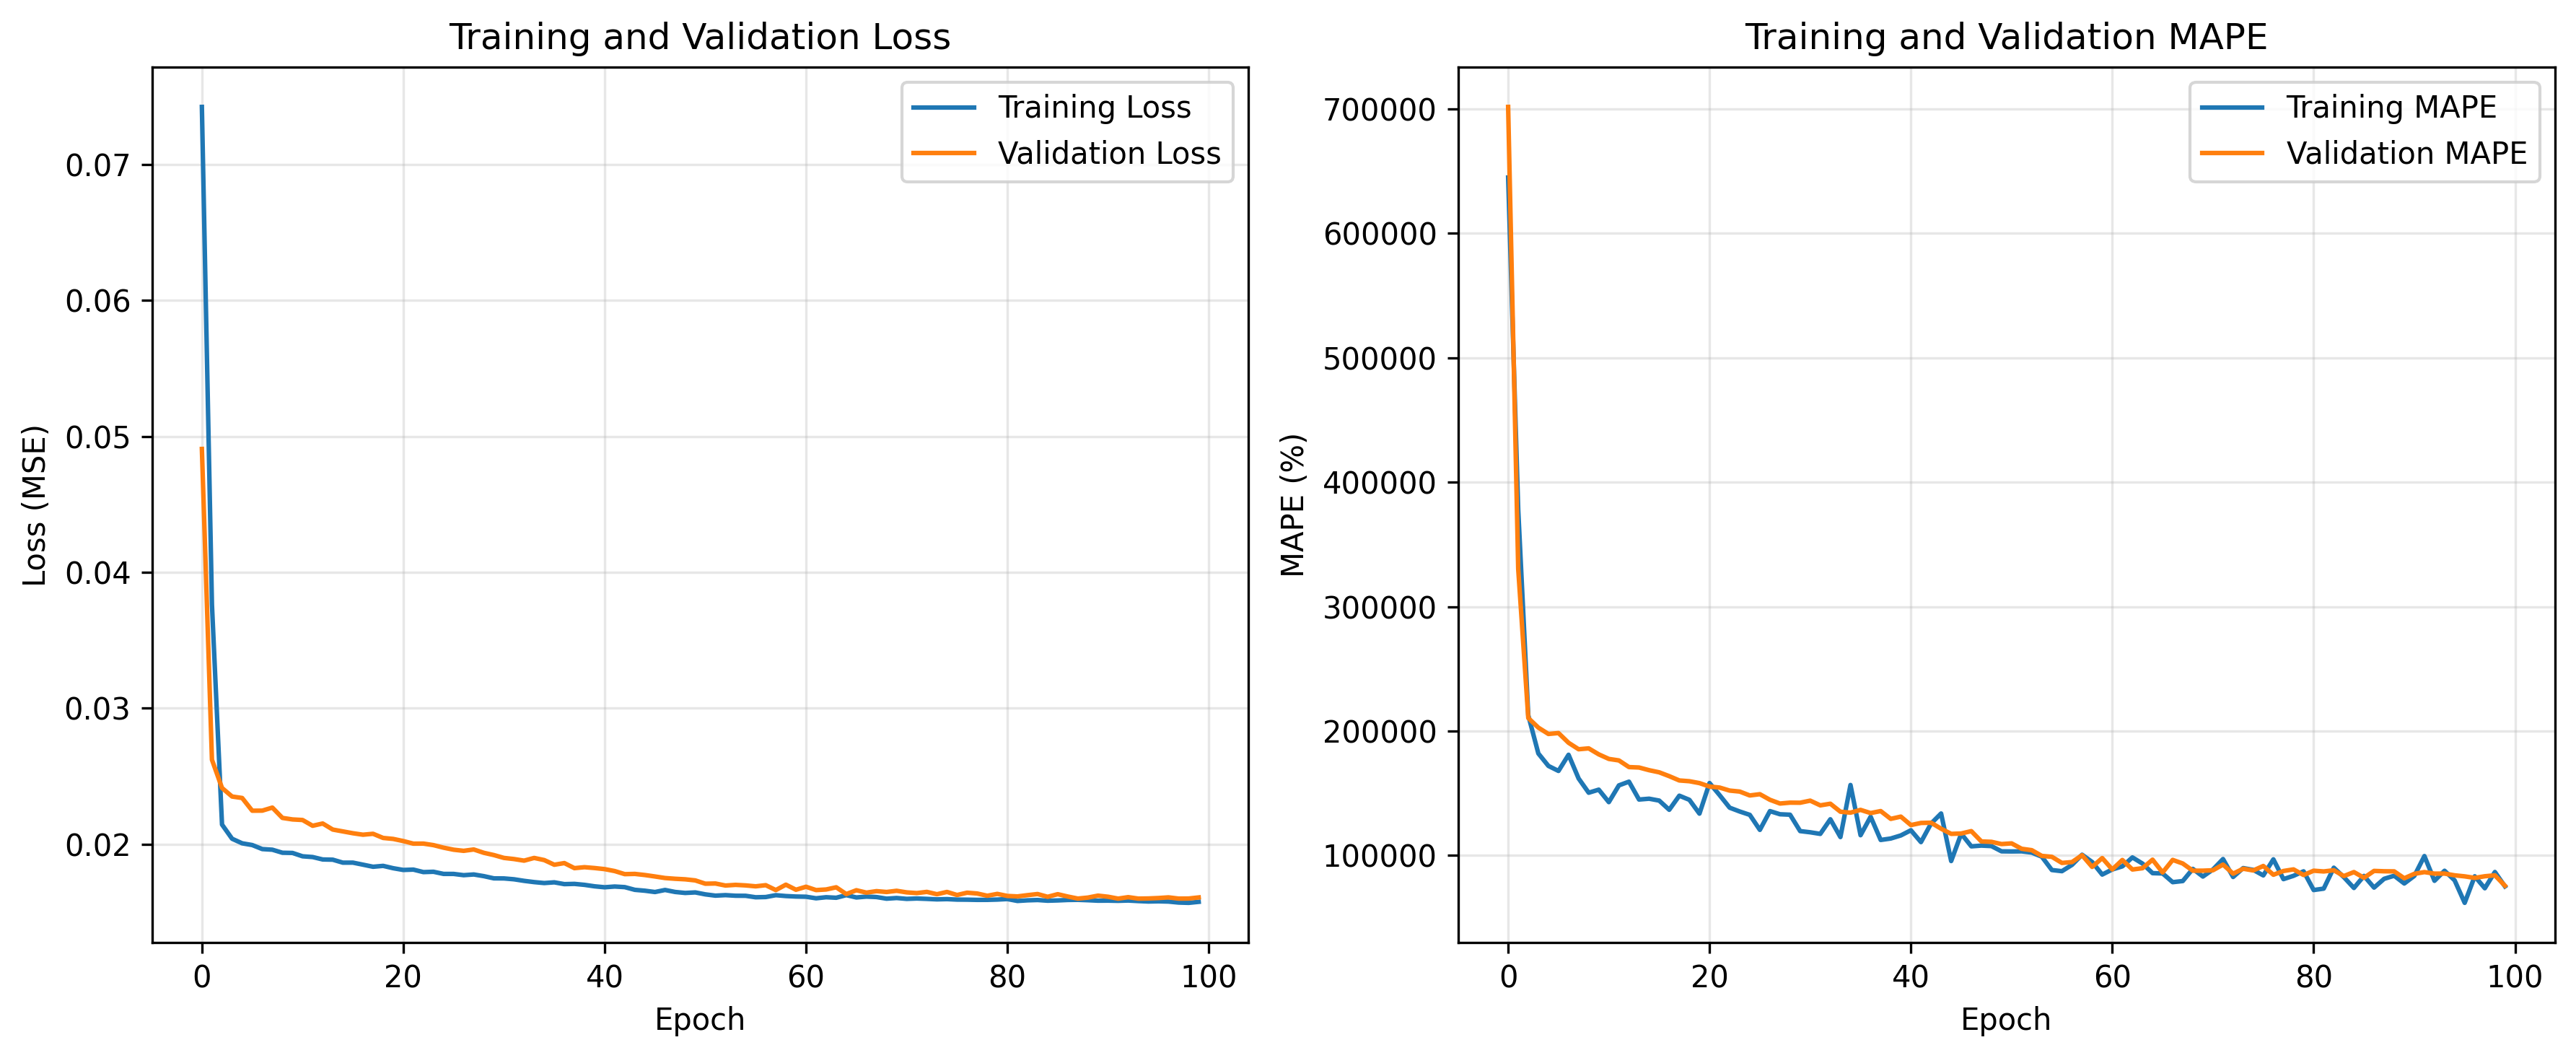 Training and Validation Loss
Training Loss
Validation Loss
0.07
0.06
0.05
0.04
0.03
0.02
Loss (MSE)
0 20 40 60 80 100
Epoch
Training and Validation MAPE
Training MAPE
Validation MAPE
700000
600000
500000
400000
300000
200000
100000
MAPE (%)
0 20 40 60 80 100
Epoch